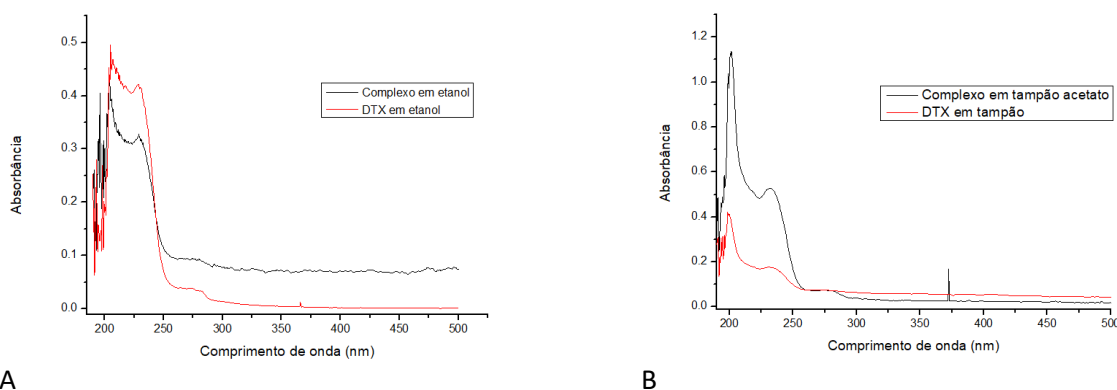 Complexo em etanol
DTX em etanol
Absorbância
0.5
0.4
0.3
0.2
0.1
0.0
200 250 300 350 400 450 500
Comprimento de onda (nm)
A
Complexo em tampão acetato
DTX em tampão
Absorbância
1.2
1.0
0.8
0.6
0.4
0.2
0.0
200 250 300 350 400 450 500
Comprimento de onda (nm)
B